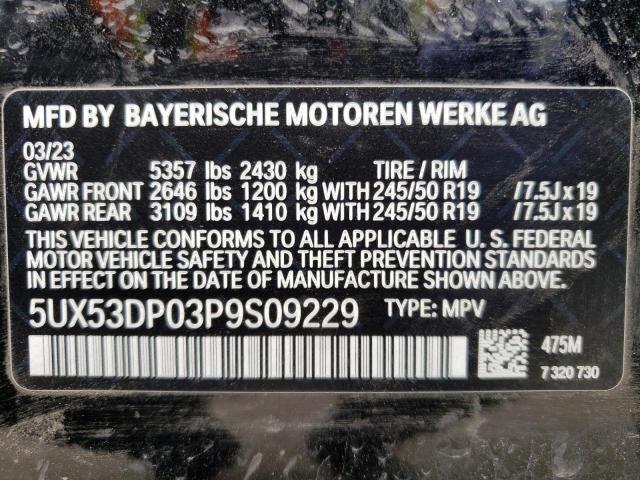 MFD BY BAYERISCHE MOTOREN WERKE AG
03/23
GVWR 5357 lbs 2430 kg TIRE / RIM
GAWR FRONT 2646 lbs 1200 kg WITH 245/50 R19 /7.5J x 19
GAWR REAR 3109 lbs 1410 kg WITH 245/50 R19 /7.5J x 19
THIS VEHICLE CONFORMS TO ALL APPLICABLE U. S. FEDERAL
MOTOR VEHICLE SAFETY AND THEFT PREVENTION STANDARDS
IN EFFECT ON THE DATE OF MANUFACTURE SHOWN ABOVE.
5UX53DP03P9S09229 TYPE: MPV
475M
7 320 730